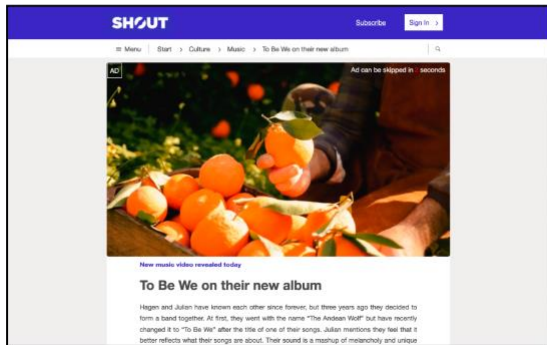 SHOUT
Subscribe
Sign In >
≡ Menu
Start > Culture > Music > To Be We on their new album
AD
Ad can be skipped in seconds
New music video revealed today
To Be We on their new album
Hagen and Julian have known each other since forever, but three years ago they decided to
form a band together. At first, they went with the name "The Andean Wolf" but have recently
changed it to "To Be We" after the title of one of their songs. Julian mentions they feel that it
better reflects what their songs are about. Their sound is a mashup of melancholy and unique